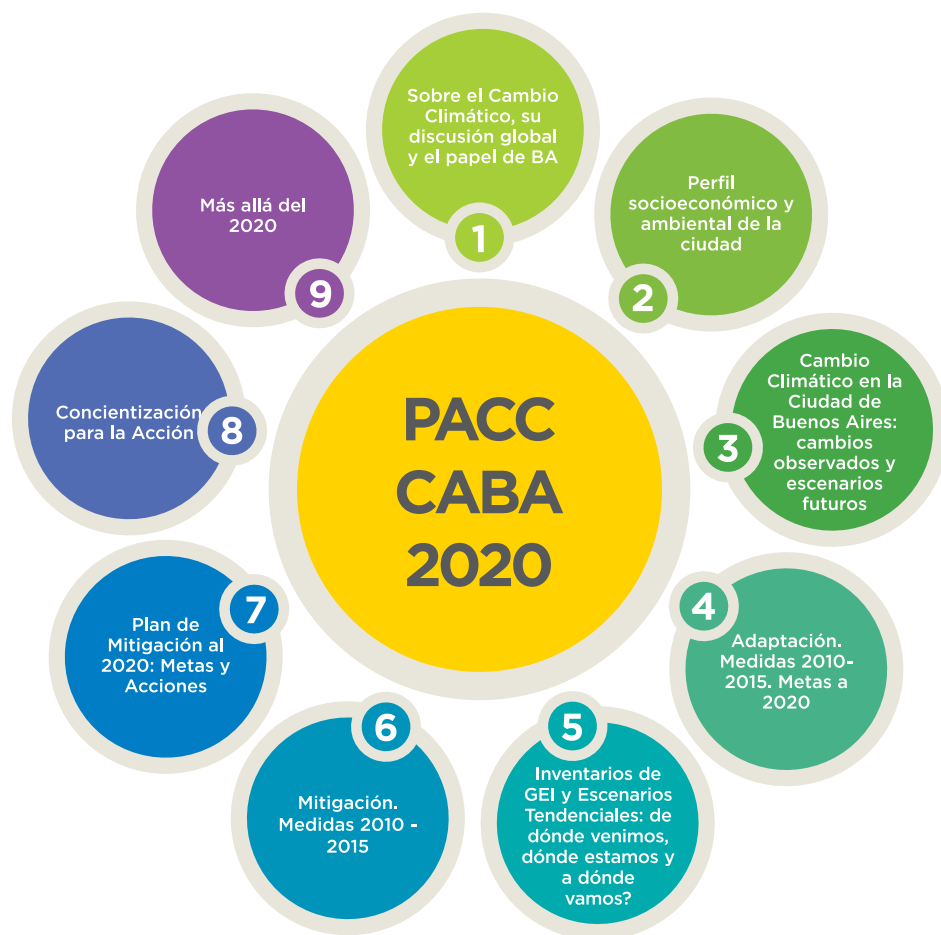 Sobre el Cambio
Climático, su
discusión global
y el papel de BA
1
Perfil
socioeconómico y
ambiental de la
ciudad
2
Cambio
Climático en la
Ciudad de
Buenos Aires:
cambios
observados y
escenarios
futuros
3
4
Adaptación.
Medidas 2010-
2015. Metas a
2020
5
Inventarios de
GEI y Escenarios
Tendenciales: de
dónde venimos,
dónde estamos y
a dónde
vamos?
6
Mitigación.
Medidas 2010 -
2015
7
Plan de
Mitigación al
2020: Metas y
Acciones
Concientización
para la Acción
8
Más allá del
2020
9
PACC
CABA
2020